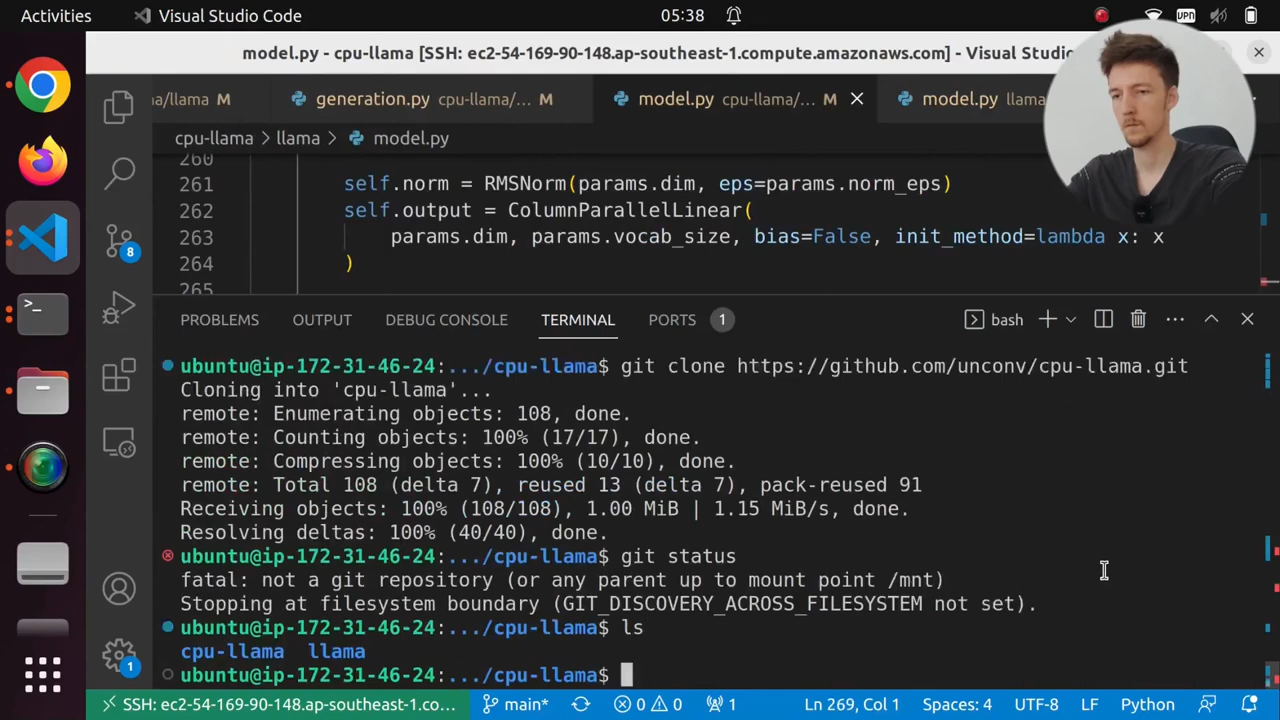 Activities
Visual Studio Code
05:38
VPN
model.py - cpu-llama [SSH: ec2-54-169-90-148.ap-southeast-1.compute.amazonaws.com] - Visual Studio
na/llama M
generation.py cpu-llama/... M
model.py cpu-llama/... M
model.py llama
cpu-llama > llama > model.py
260
261 self.norm = RMSNorm(params.dim, eps=params.norm_eps)
262 self.output = ColumnParallelLinear(
263 params.dim, params.vocab_size, bias=False, init_method=lambda x: x
264 )
265
8
1
PROBLEMS OUTPUT DEBUG CONSOLE TERMINAL PORTS 1
bash
ubuntu@ip-172-31-46-24:.../cpu-llama$ git clone https://github.com/unconv/cpu-llama.git
Cloning into 'cpu-llama'...
remote: Enumerating objects: 108, done.
remote: Counting objects: 100% (17/17), done.
remote: Compressing objects: 100% (10/10), done.
remote: Total 108 (delta 7), reused 13 (delta 7), pack-reused 91
Receiving objects: 100% (108/108), 1.00 MiB | 1.15 MiB/s, done.
Resolving deltas: 100% (40/40), done.
ubuntu@ip-172-31-46-24:.../cpu-llama$ git status
fatal: not a git repository (or any parent up to mount point /mnt)
Stopping at filesystem boundary (GIT_DISCOVERY_ACROSS_FILESYSTEM not set).
ubuntu@ip-172-31-46-24:.../cpu-llama$ ls
cpu-llama llama
ubuntu@ip-172-31-46-24:.../cpu-llama$
SSH: ec2-54-169-90-148.ap-southeast-1.co...
main*
0 0
1
Ln 269, Col 1
Spaces: 4
UTF-8
LF
Python